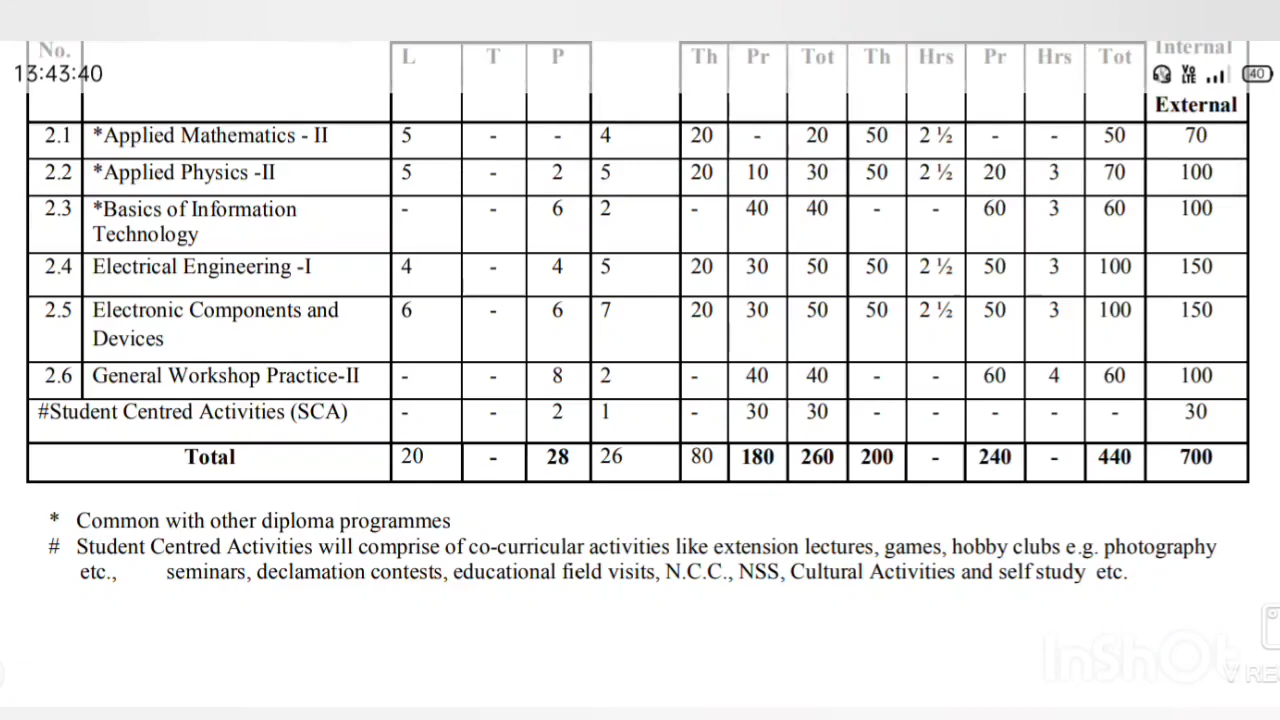 No. L T P Th Pr Tot Th Hrs Pr Hrs Tot Internal
13:43:40 Vo LTE 40
External
2.1 *Applied Mathematics - II 5 - - 4 20 - 20 50 2 ½ - - 50 70
2.2 *Applied Physics -II 5 - 2 5 20 10 30 50 2 ½ 20 3 70 100
2.3 *Basics of Information - - 6 2 - 40 40 - - 60 3 60 100
Technology
2.4 Electrical Engineering -I 4 - 4 5 20 30 50 50 2 ½ 50 3 100 150
2.5 Electronic Components and 6 - 6 7 20 30 50 50 2 ½ 50 3 100 150
Devices
2.6 General Workshop Practice-II - - 8 2 - 40 40 - - 60 4 60 100
#Student Centred Activities (SCA) - - 2 1 - 30 30 - - - - - 30
Total 20 - 28 26 80 180 260 200 - 240 - 440 700
* Common with other diploma programmes
# Student Centred Activities will comprise of co-curricular activities like extension lectures, games, hobby clubs e.g. photography
etc., seminars, declamation contests, educational field visits, N.C.C., NSS, Cultural Activities and self study etc.
InShOt